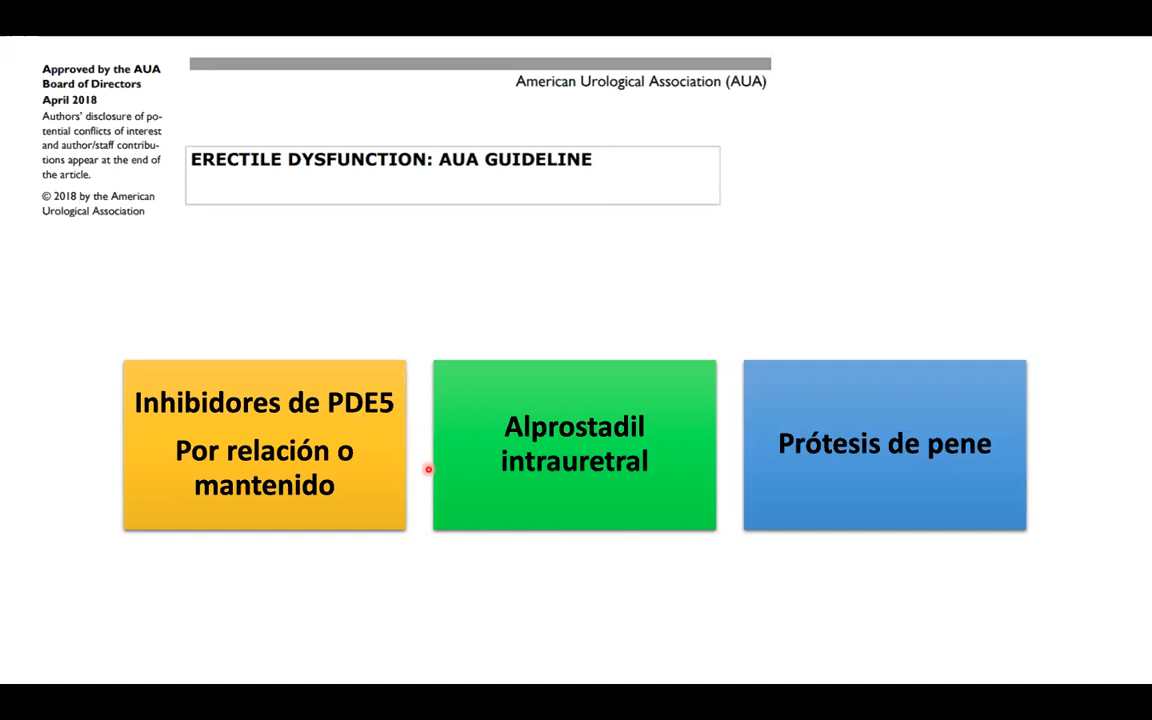 Approved by the AUA
Board of Directors
April 2018
Authors' disclosure of po-
tential conflicts of interest
and author/staff contribu-
tions appear at the end of
the article.
© 2018 by the American
Urological Association
American Urological Association (AUA)
ERECTILE DYSFUNCTION: AUA GUIDELINE
Inhibidores de PDE5
Por relación o
mantenido
Alprostadil
intrauretral
Prótesis de pene